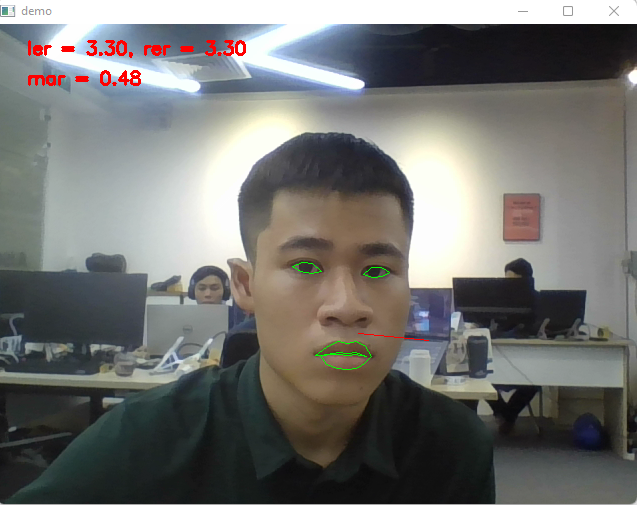 demo
ler = 3.30, rer = 3.30
mar = 0.48